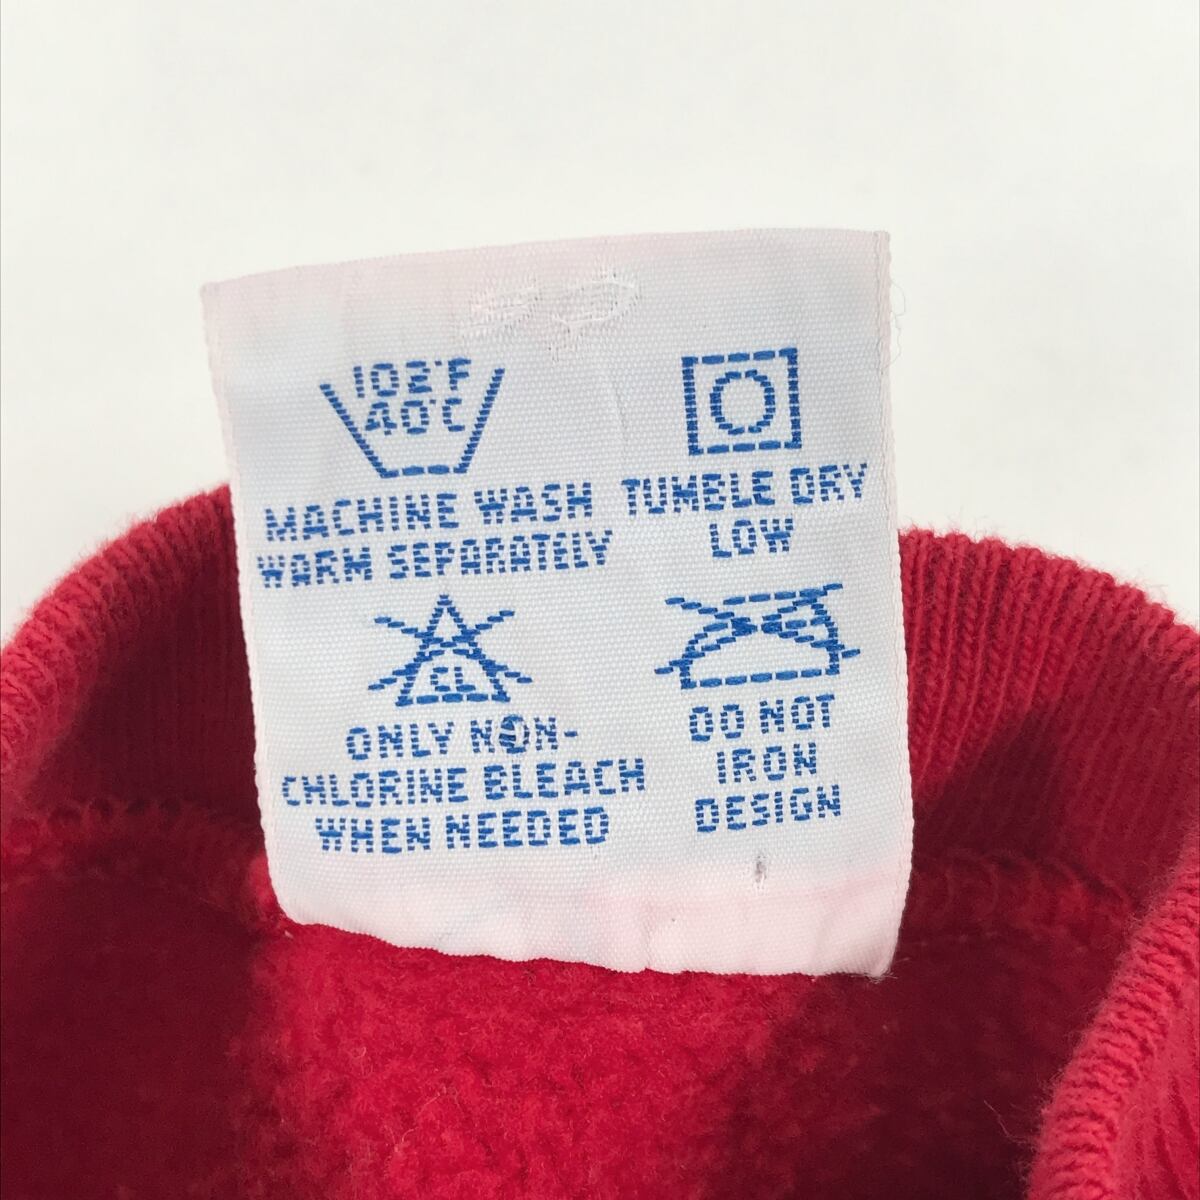 102°F
40°C
MACHINE WASH
WARM SEPARATELY
TUMBLE DRY
LOW
CL
ONLY NON-
CHLORINE BLEACH
WHEN NEEDED
DO NOT
IRON
DESIGN